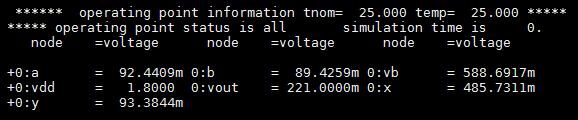 ****** operating point information tnom= 25.000 temp= 25.000 *****
***** operating point status is all simulation time is 0.
node =voltage node =voltage node =voltage
+0:a = 92.4409m 0:b = 89.4259m 0:vb = 588.6917m
+0:vdd = 1.8000 0:vout = 221.0000m 0:x = 485.7311m
+0:y = 93.3844m